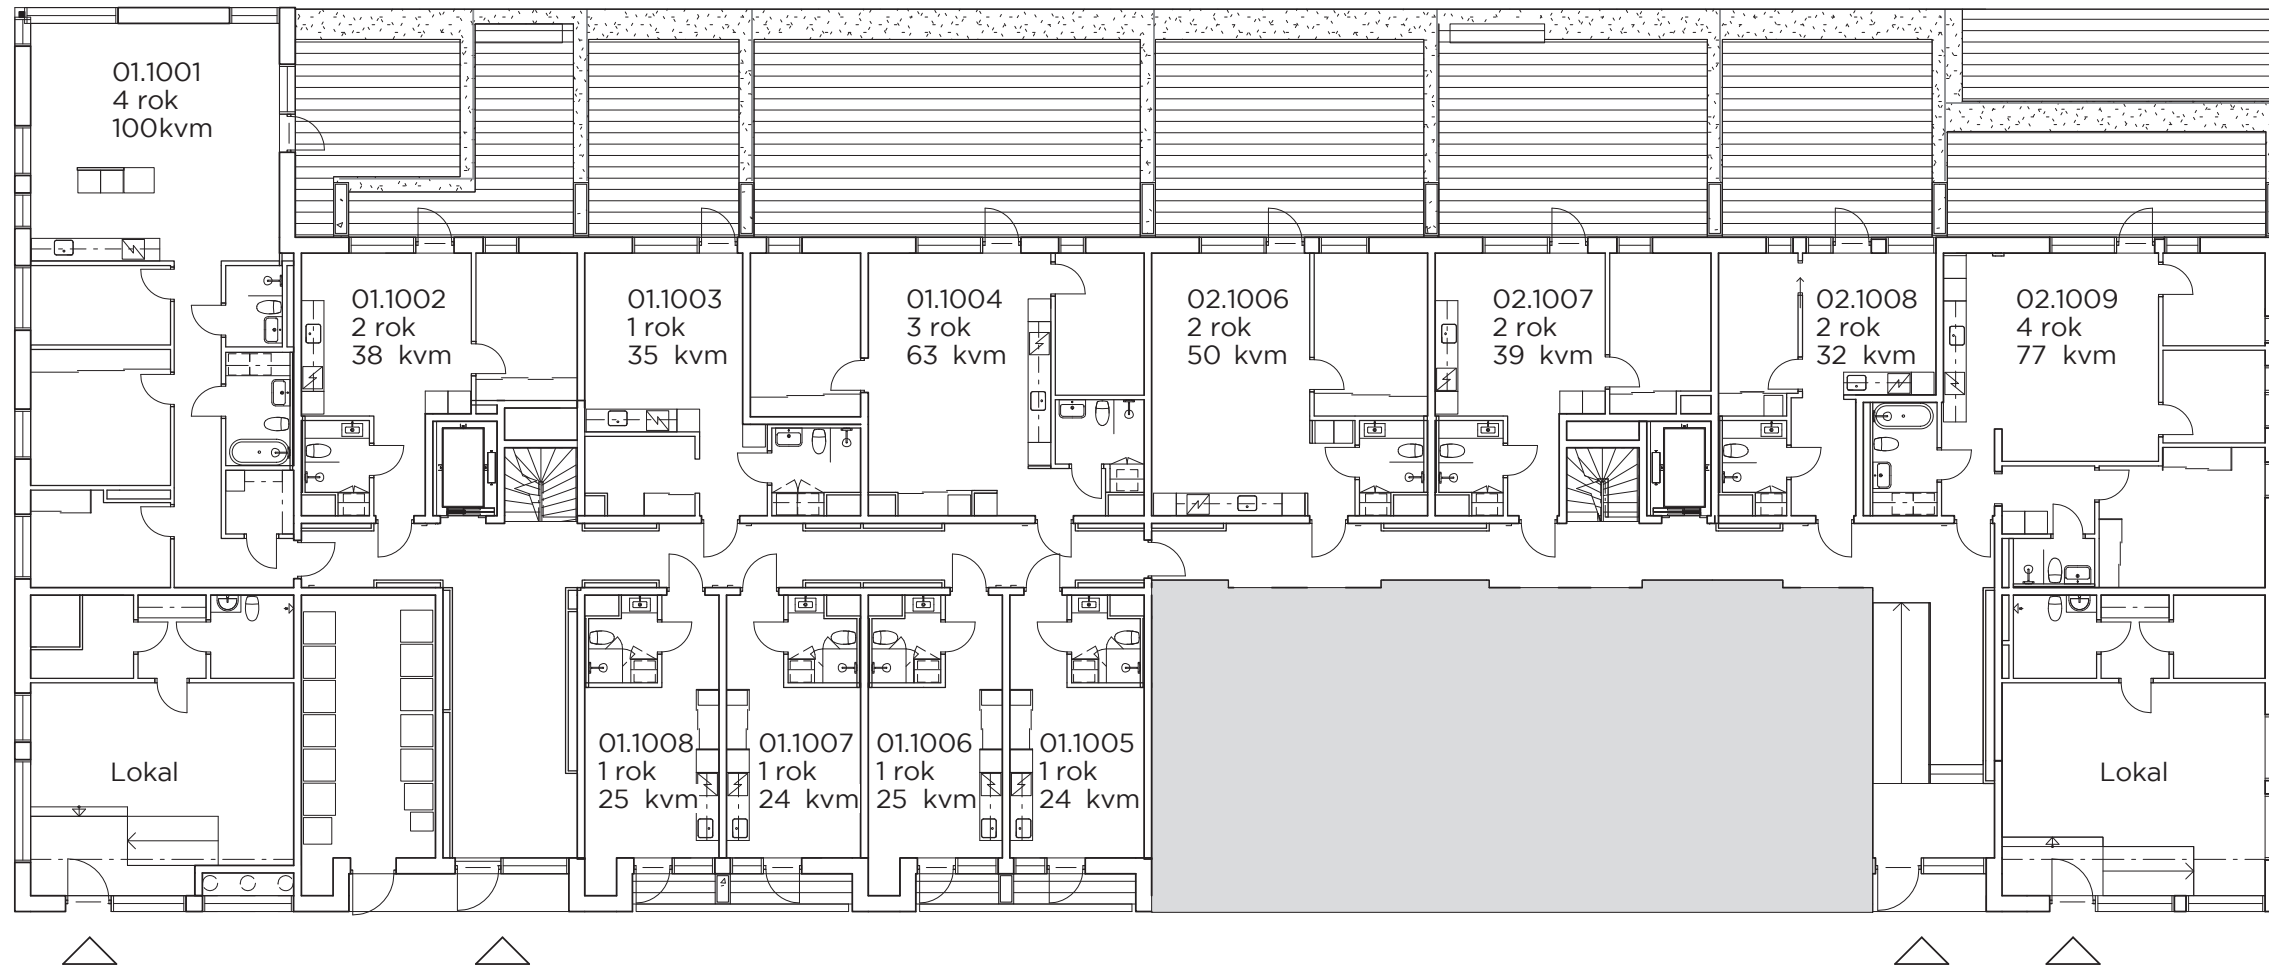 01.1001
4 rok
100kvm
01.1002
2 rok
38 kvm
01.1003
1 rok
35 kvm
01.1004
3 rok
63 kvm
02.1006
2 rok
50 kvm
02.1007
2 rok
39 kvm
02.1008
2 rok
32 kvm
02.1009
4 rok
77 kvm
Lokal
01.1008
1 rok
25 kvm
01.1007
1 rok
24 kvm
01.1006
1 rok
25 kvm
01.1005
1 rok
24 kvm
Lokal